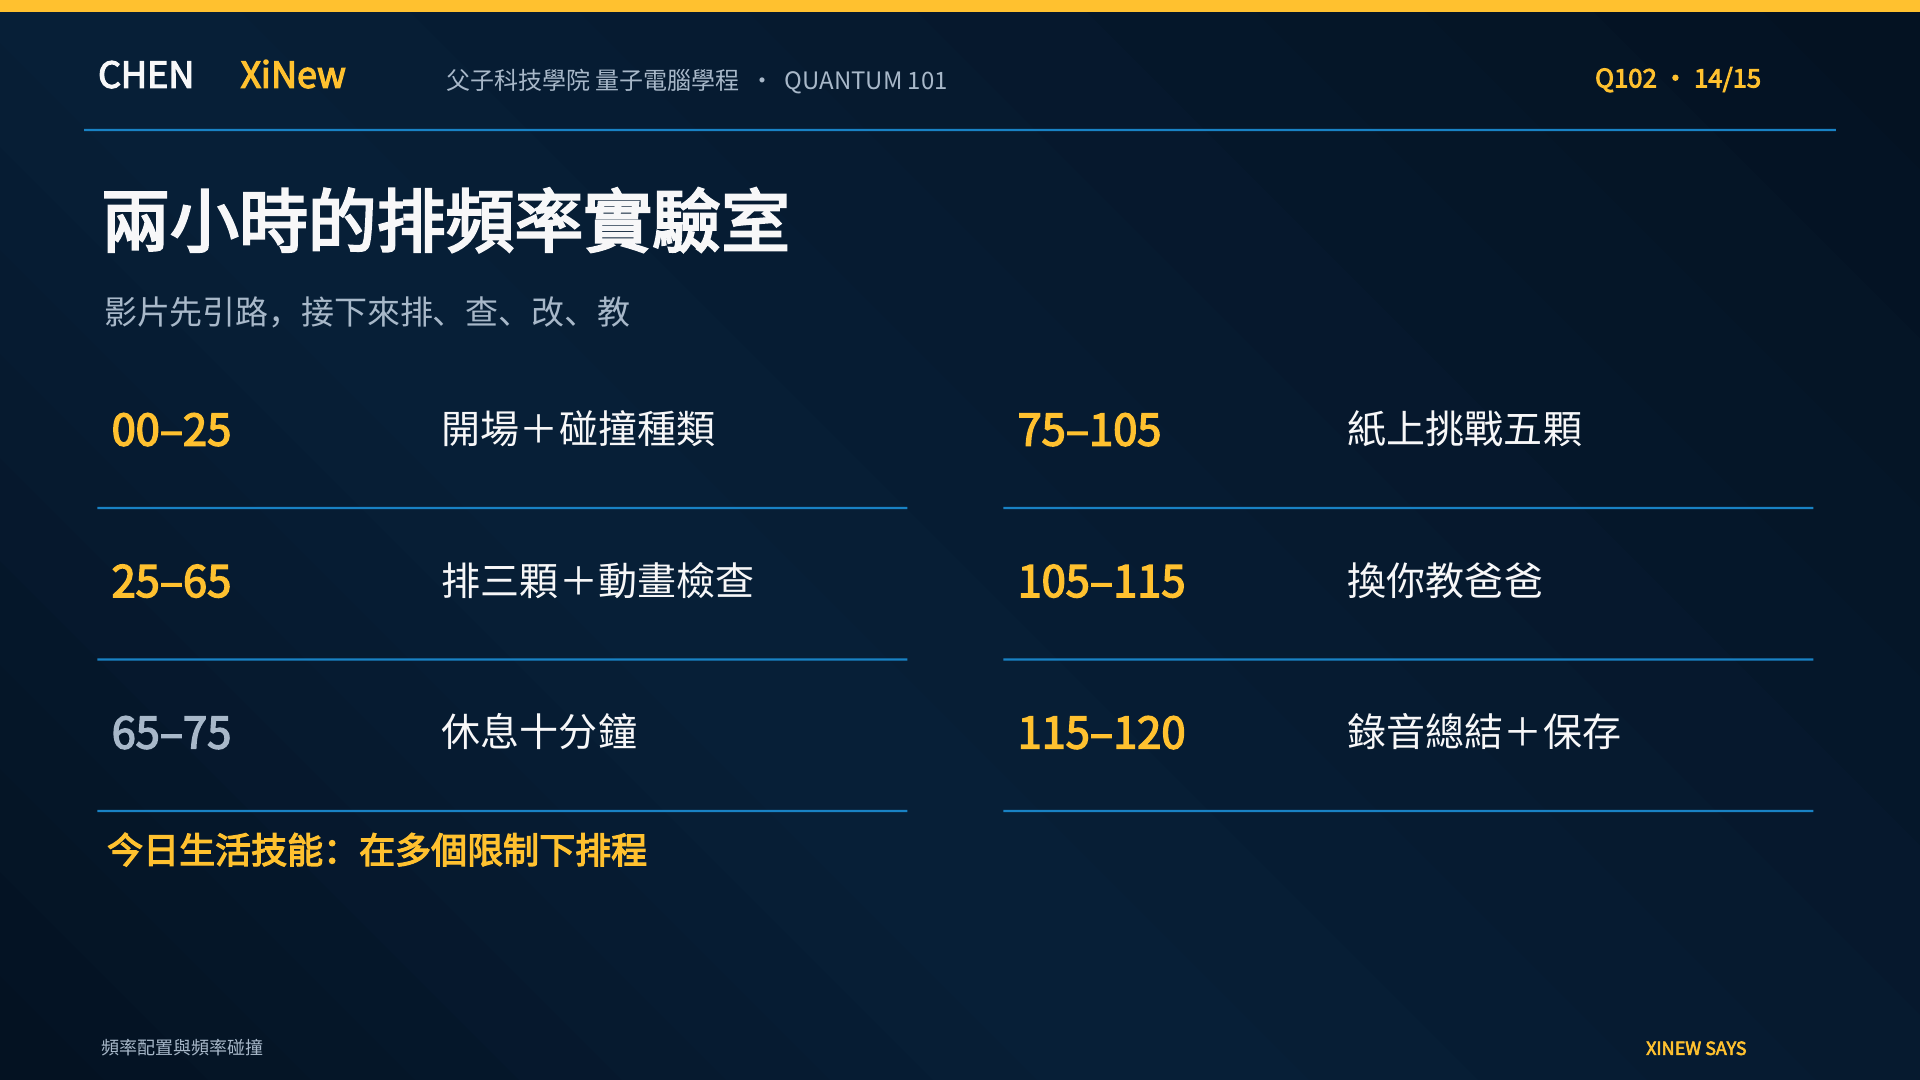 CHEN XiNew 父子科技學院 量子電腦學程 • QUANTUM 101 Q102 • 14/15
兩小時的排頻率實驗室
影片先引路，接下來排、查、改、教
00–25 開場＋碰撞種類
25–65 排三顆＋動畫檢查
65–75 休息十分鐘
75–105 紙上挑戰五顆
105–115 換你教爸爸
115–120 錄音總結＋保存
今日生活技能：在多個限制下排程
頻率配置與頻率碰撞 XINEW SAYS